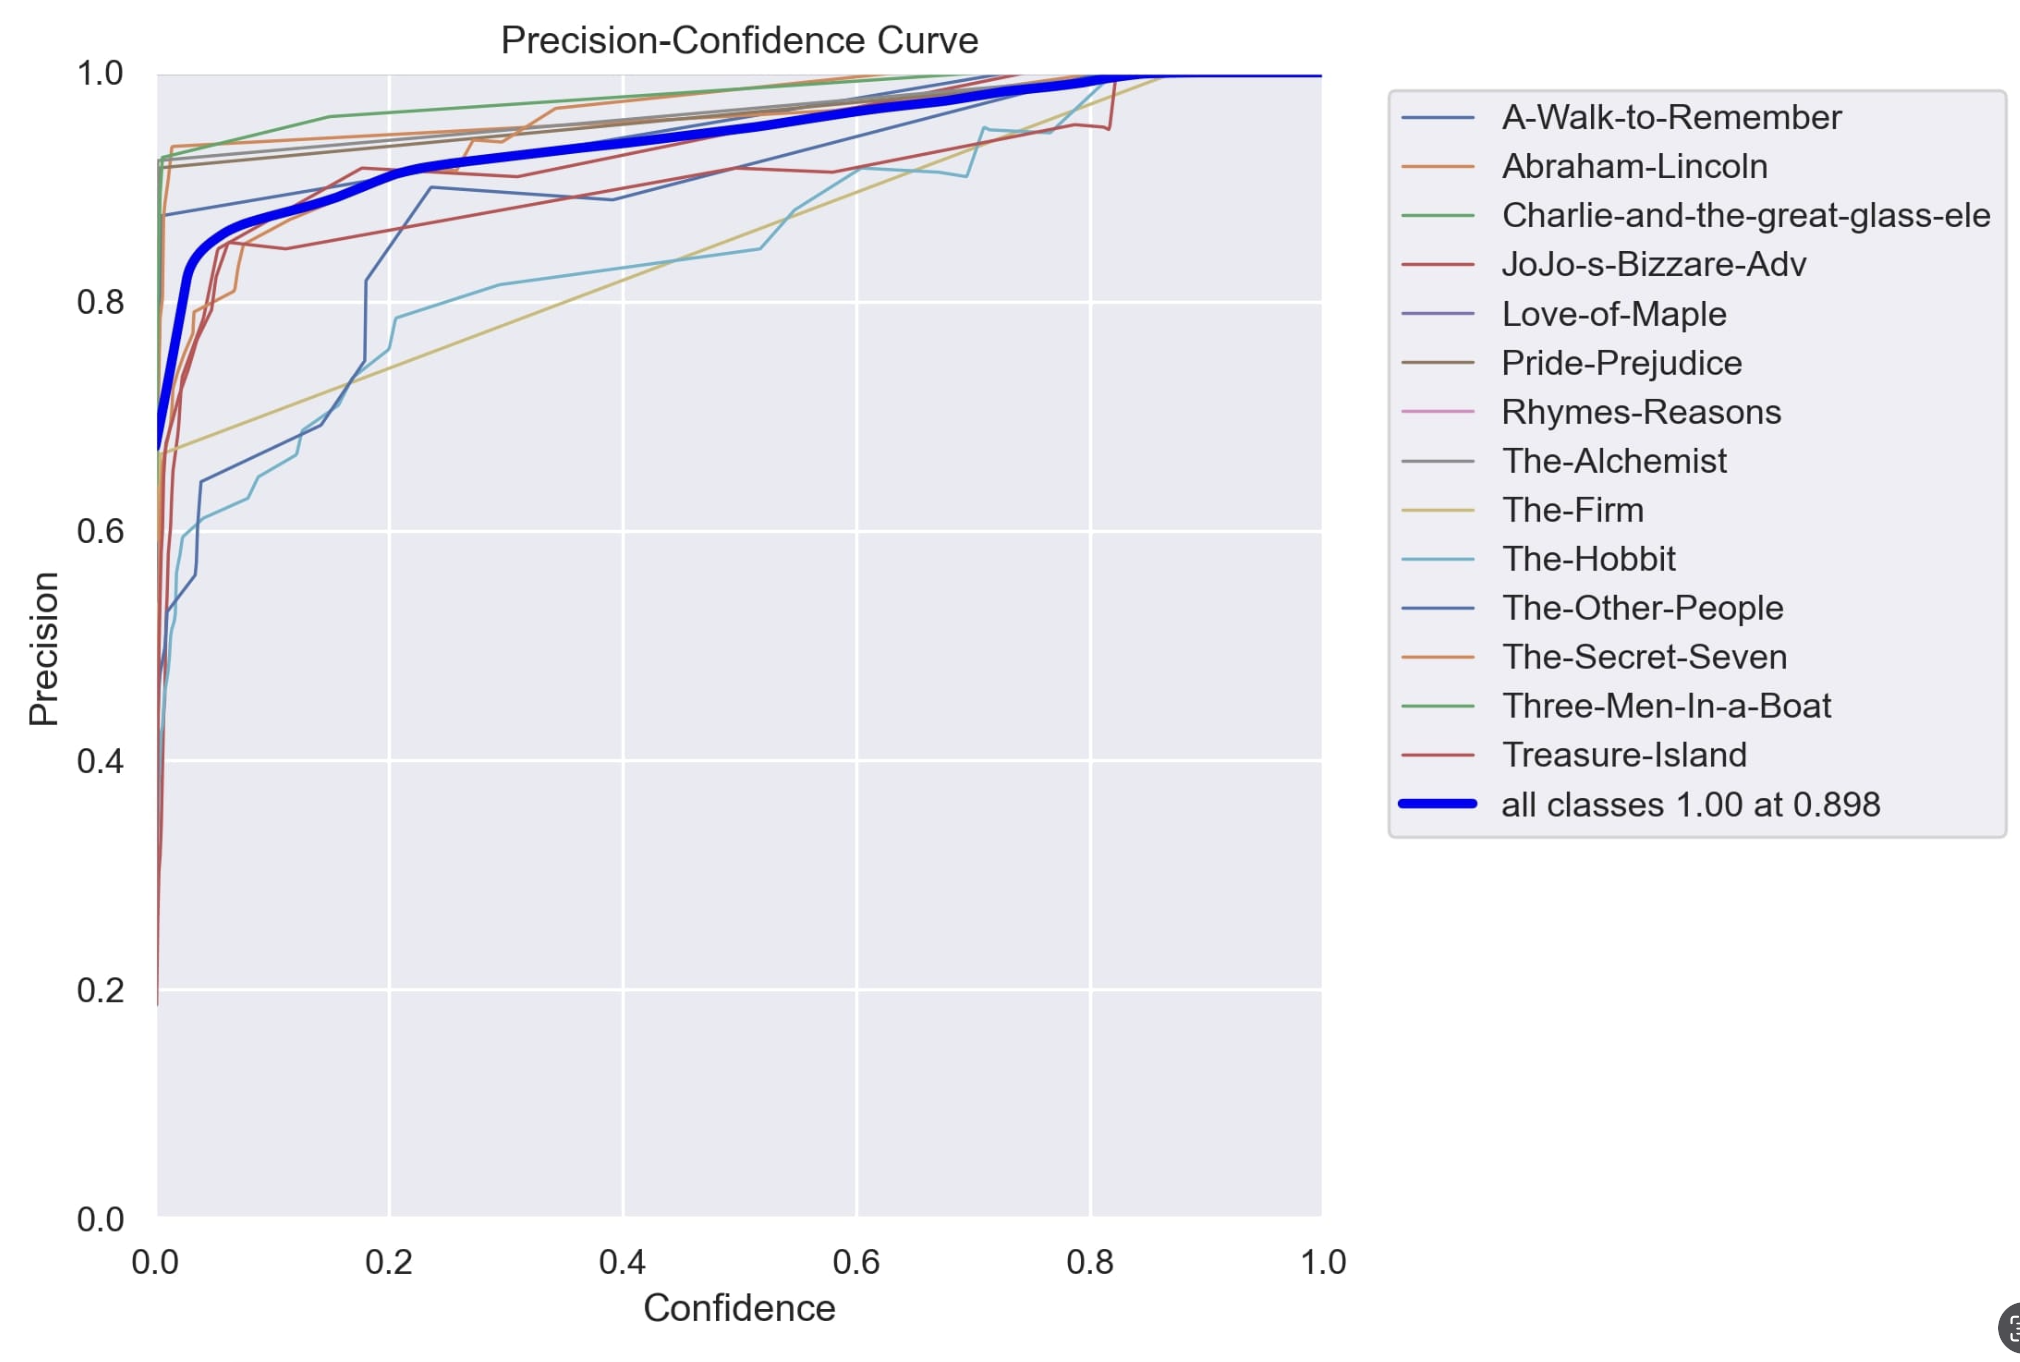 Precision-Confidence Curve
1.0
0.8
0.6
0.4
0.2
0.0
Precision
0.0 0.2 0.4 0.6 0.8 1.0
Confidence
A-Walk-to-Remember
Abraham-Lincoln
Charlie-and-the-great-glass-ele
JoJo-s-Bizzare-Adv
Love-of-Maple
Pride-Prejudice
Rhymes-Reasons
The-Alchemist
The-Firm
The-Hobbit
The-Other-People
The-Secret-Seven
Three-Men-In-a-Boat
Treasure-Island
all classes 1.00 at 0.898